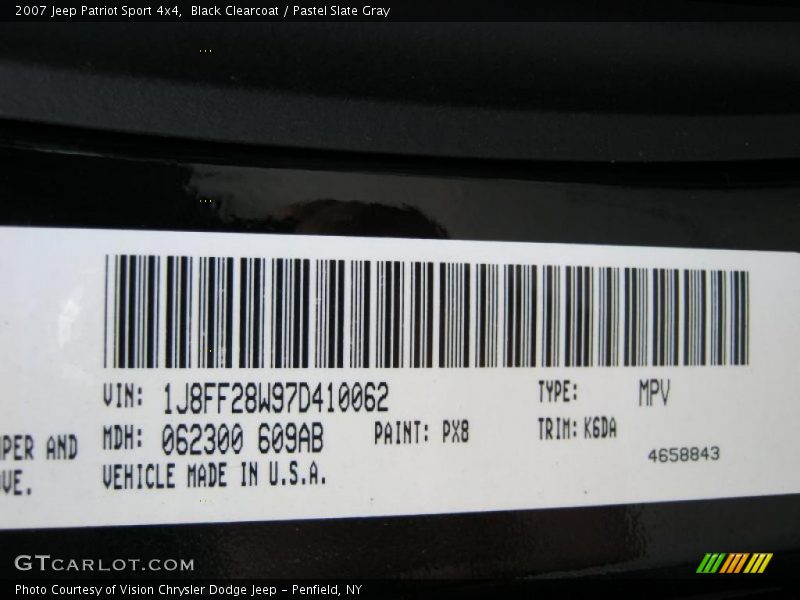 2007 Jeep Patriot Sport 4x4, Black Clearcoat / Pastel Slate Gray
VIN: 1J8FF28W97D410062 TYPE: MPV
PER AND MDH: 062300 609AB PAINT: PX8 TRIM: K6DA
VE. VEHICLE MADE IN U.S.A. 4658843
GTCARLOT.COM
Photo Courtesy of Vision Chrysler Dodge Jeep - Penfield, NY